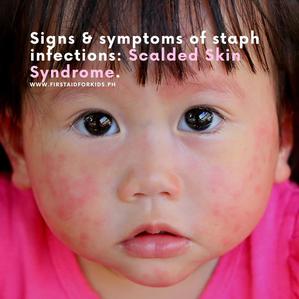 Signs & symptoms of staph
infections: Scalded Skin
Syndrome.
WWW.FIRSTAIDFORKIDS.PH